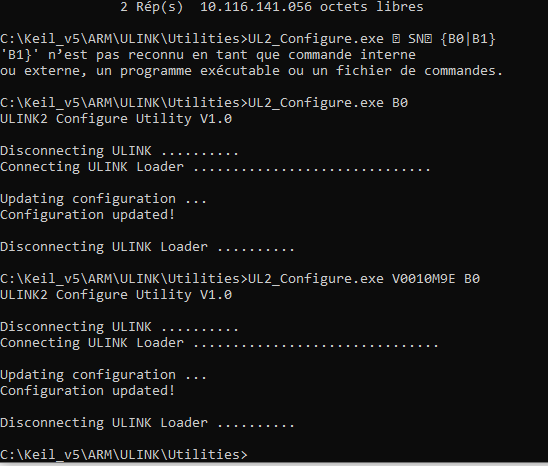 2 Rép(s)  10.116.141.056 octets libres
C:\Keil_v5\ARM\ULINK\Utilities>UL2_Configure.exe � SN� {B0|B1}
'B1}' n’est pas reconnu en tant que commande interne
ou externe, un programme exécutable ou un fichier de commandes.
C:\Keil_v5\ARM\ULINK\Utilities>UL2_Configure.exe B0
ULINK2 Configure Utility V1.0
Disconnecting ULINK ..........
Connecting ULINK Loader ..............................
Updating configuration ...
Configuration updated!
Disconnecting ULINK Loader ..........
C:\Keil_v5\ARM\ULINK\Utilities>UL2_Configure.exe V0010M9E B0
ULINK2 Configure Utility V1.0
Disconnecting ULINK ..........
Connecting ULINK Loader ...............................
Updating configuration ...
Configuration updated!
Disconnecting ULINK Loader ..........
C:\Keil_v5\ARM\ULINK\Utilities>